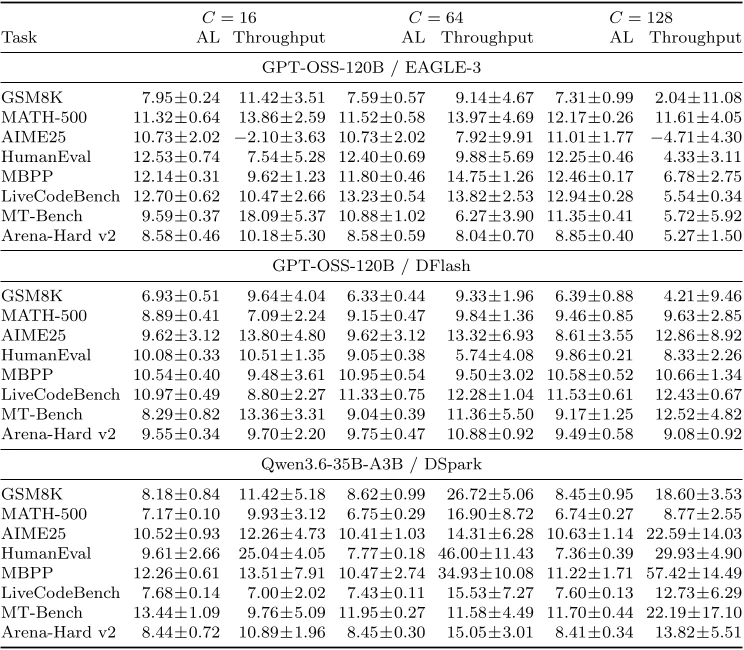 C = 16 C = 64 C = 128
Task AL Throughput AL Throughput AL Throughput
GPT-OSS-120B / EAGLE-3
GSM8K 7.95±0.24 11.42±3.51 7.59±0.57 9.14±4.67 7.31±0.99 2.04±11.08
MATH-500 11.32±0.64 13.86±2.59 11.52±0.58 13.97±4.69 12.17±0.26 11.61±4.05
AIME25 10.73±2.02 −2.10±3.63 10.73±2.02 7.92±9.91 11.01±1.77 −4.71±4.30
HumanEval 12.53±0.74 7.54±5.28 12.40±0.69 9.88±5.69 12.25±0.46 4.33±3.11
MBPP 12.14±0.31 9.62±1.23 11.80±0.46 14.75±1.26 12.46±0.17 6.78±2.75
LiveCodeBench 12.70±0.62 10.47±2.66 13.23±0.54 13.82±2.53 12.94±0.28 5.54±0.34
MT-Bench 9.59±0.37 18.09±5.37 10.88±1.02 6.27±3.90 11.35±0.41 5.72±5.92
Arena-Hard v2 8.58±0.46 10.18±5.30 8.58±0.59 8.04±0.70 8.85±0.40 5.27±1.50
GPT-OSS-120B / DFlash
GSM8K 6.93±0.51 9.64±4.04 6.33±0.44 9.33±1.96 6.39±0.88 4.21±9.46
MATH-500 8.89±0.41 7.09±2.24 9.15±0.47 9.84±1.36 9.46±0.85 9.63±2.85
AIME25 9.62±3.12 13.80±4.80 9.62±3.12 13.32±6.93 8.61±3.55 12.86±8.92
HumanEval 10.08±0.33 10.51±1.35 9.05±0.38 5.74±4.08 9.86±0.21 8.33±2.26
MBPP 10.54±0.40 9.48±3.61 10.95±0.54 9.50±3.02 10.58±0.52 10.66±1.34
LiveCodeBench 10.97±0.49 8.80±2.27 11.33±0.75 12.28±1.04 11.53±0.61 12.43±0.67
MT-Bench 8.29±0.82 13.36±3.31 9.04±0.39 11.36±5.50 9.17±1.25 12.52±4.82
Arena-Hard v2 9.55±0.34 9.70±2.20 9.75±0.47 10.88±0.92 9.49±0.58 9.08±0.92
Qwen3.6-35B-A3B / DSpark
GSM8K 8.18±0.84 11.42±5.18 8.62±0.99 26.72±5.06 8.45±0.95 18.60±3.53
MATH-500 7.17±0.10 9.93±3.12 6.75±0.29 16.90±8.72 6.74±0.27 8.77±2.55
AIME25 10.52±0.93 12.26±4.73 10.41±1.03 14.31±6.28 10.63±1.14 22.59±14.03
HumanEval 9.61±2.66 25.04±4.05 7.77±0.18 46.00±11.43 7.36±0.39 29.93±4.90
MBPP 12.26±0.61 13.51±7.91 10.47±2.74 34.93±10.08 11.22±1.71 57.42±14.49
LiveCodeBench 7.68±0.14 7.00±2.02 7.43±0.11 15.53±7.27 7.60±0.13 12.73±6.29
MT-Bench 13.44±1.09 9.76±5.09 11.95±0.27 11.58±4.49 11.70±0.44 22.19±17.10
Arena-Hard v2 8.44±0.72 10.89±1.96 8.45±0.30 15.05±3.01 8.41±0.34 13.82±5.51